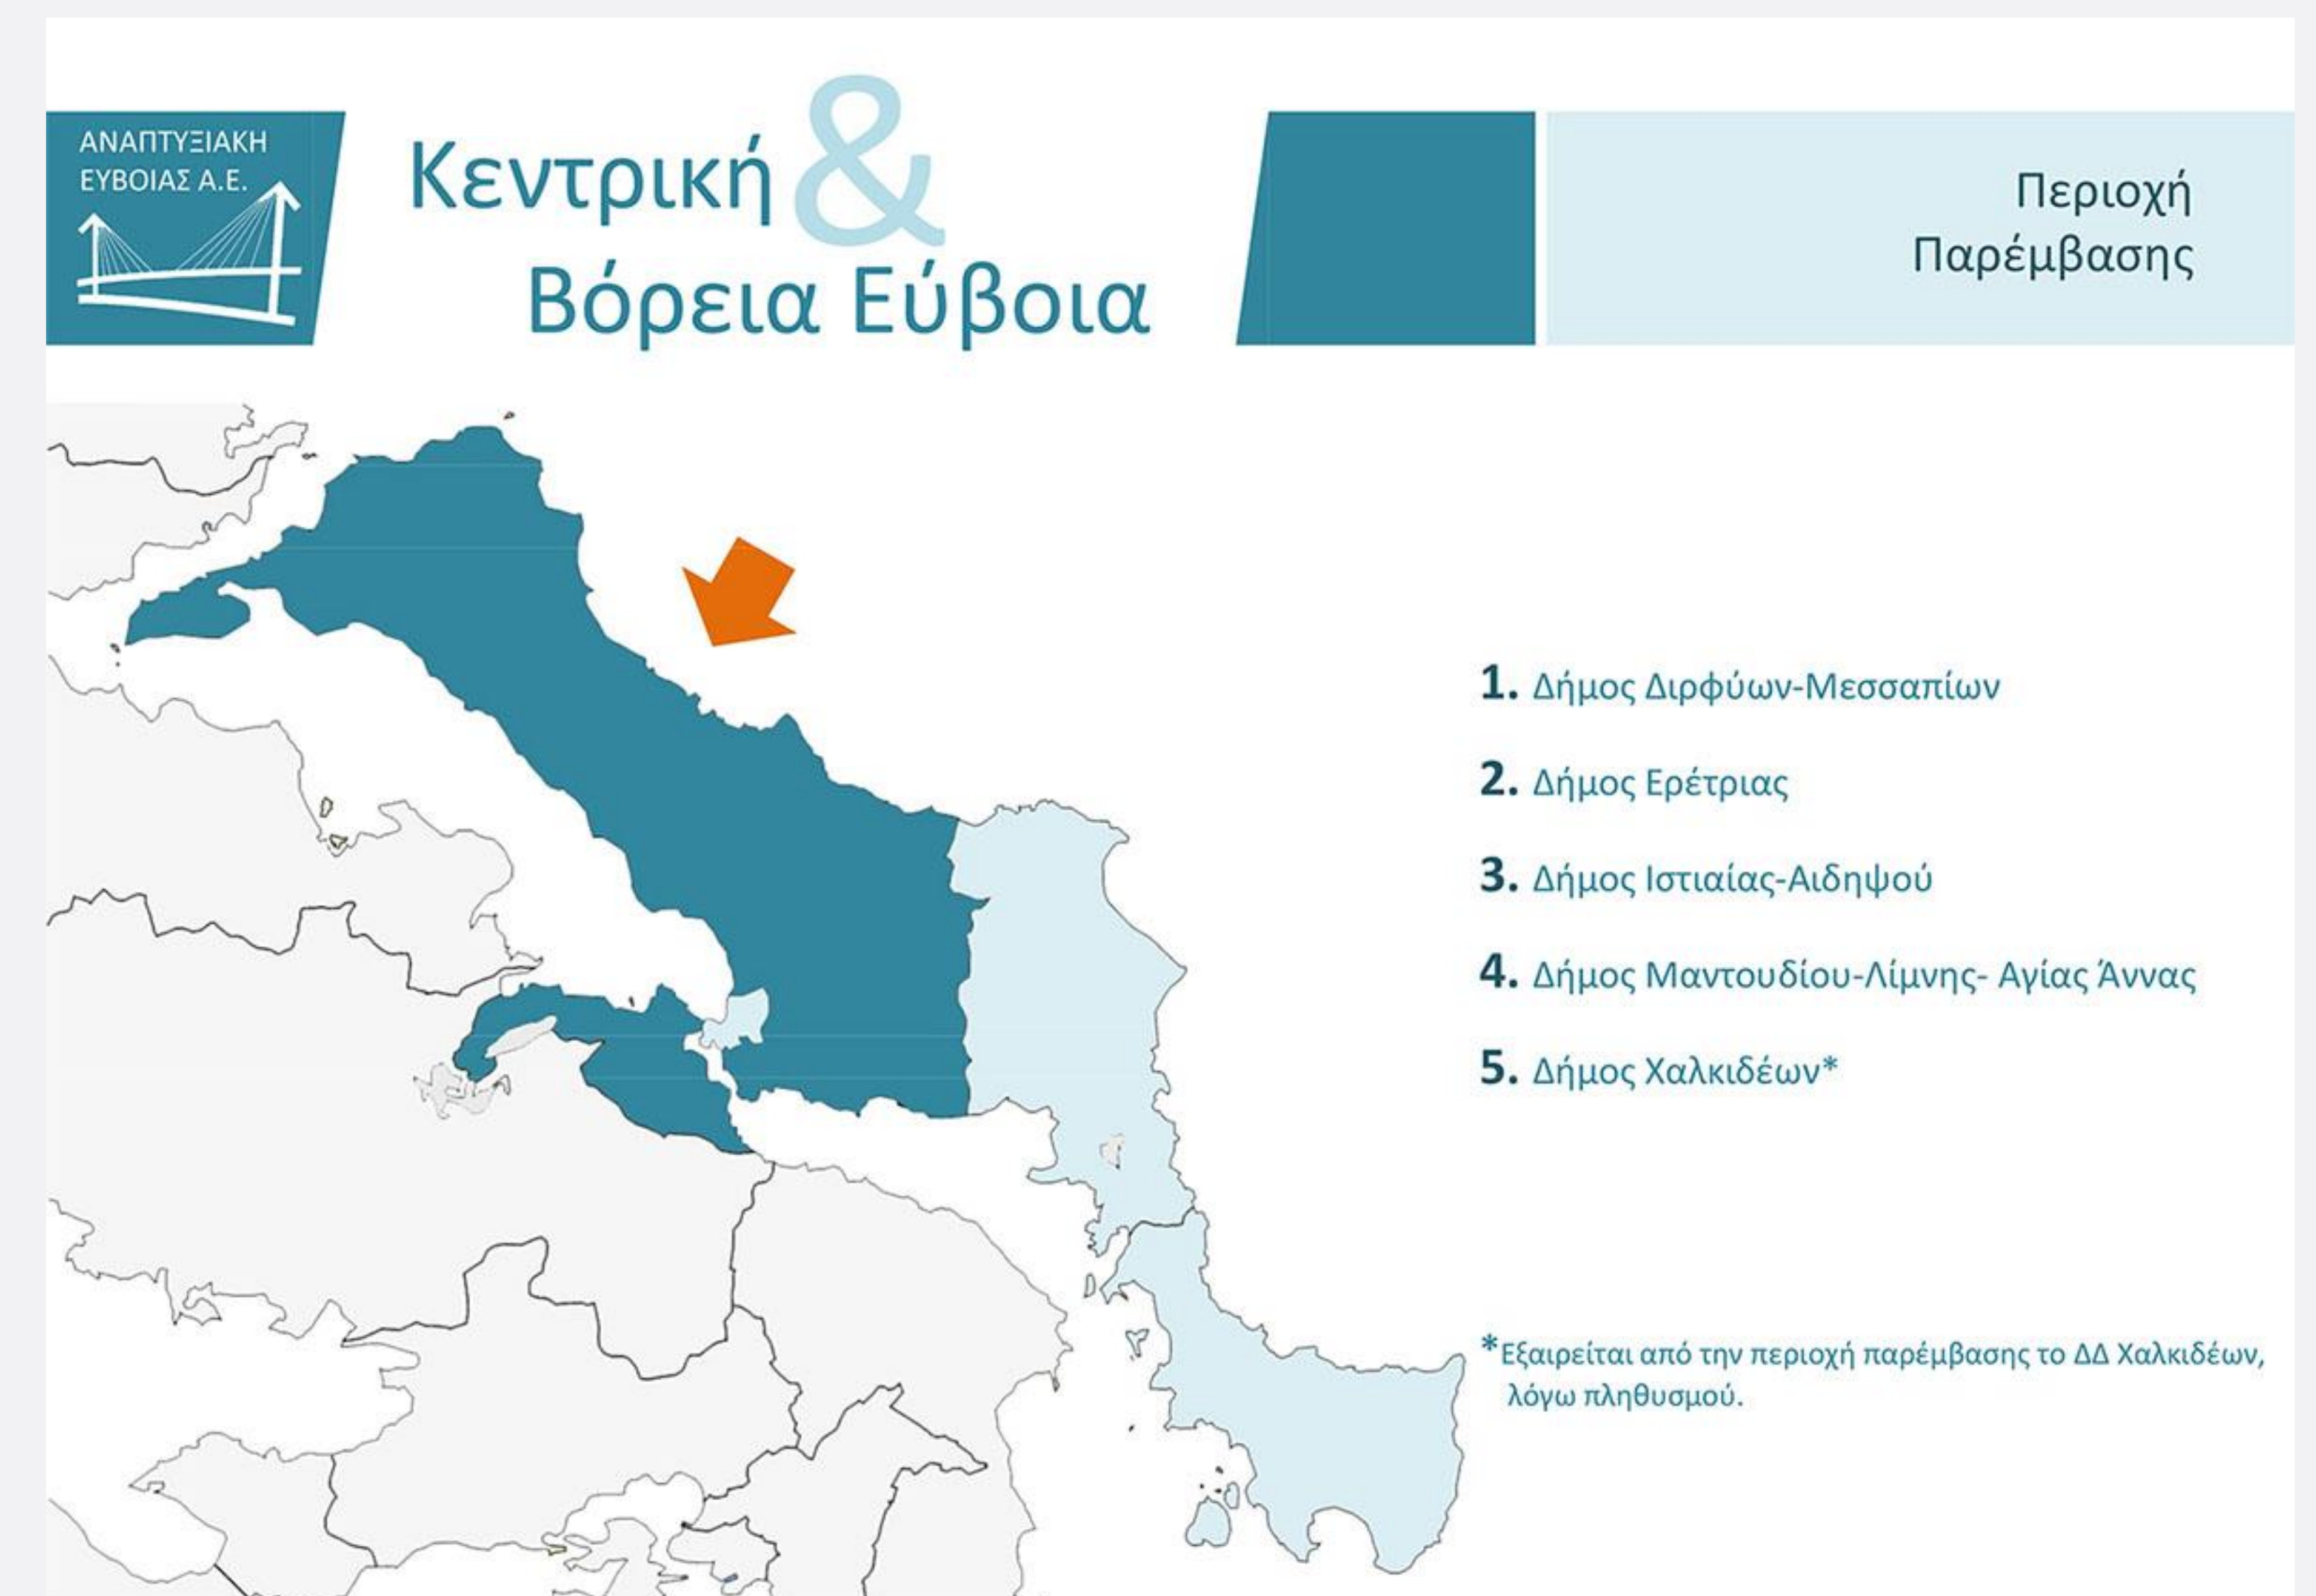 ΑΝΑΠΤΥΞΙΑΚΗ
ΕΥΒΟΙΑΣ Α.Ε.
Κεντρική &
Βόρεια Εύβοια
Περιοχή
Παρέμβασης
1. Δήμος Διρφύων-Μεσσαπίων
2. Δήμος Ερέτριας
3. Δήμος Ιστιαίας-Αιδηψού
4. Δήμος Μαντουδίου-Λίμνης- Αγίας Άννας
5. Δήμος Χαλκιδέων*
*Εξαιρείται από την περιοχή παρέμβασης το ΔΔ Χαλκιδέων,
λόγω πληθυσμού.